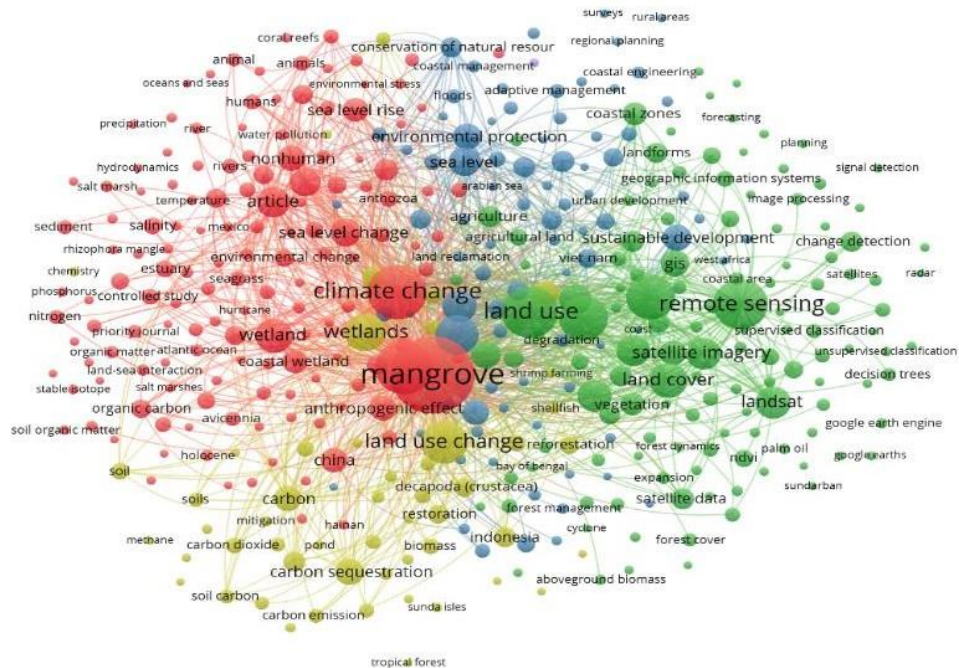 surveys
rural areas
coral reefs
conservation of natural resour
regional planning
animal
animals
coastal management
oceans and seas
environmental stress
coastal engineering
humans
floods
adaptive management
sea level rise
coastal zones
precipitation
river
forecasting
water pollution
environmental protection
planning
hydrodynamics
rivers
nonhuman
sea level
landforms
signal detection
salt marsh
temperature
arabian sea
geographic information systems
article
anthozoa
urban development
image processing
sediment
salinity
mexico
agriculture
sea level change
agricultural land
sustainable development
change detection
rhizophora mangle
estuary
environmental change
land reclamation
viet nam
gis
west africa
chemistry
seagrass
coastal area
satellites
radar
phosphorus
controlled study
climate change
nitrogen
hurricane
land use
remote sensing
priority journal
wetland
wetlands
coast
supervised classification
organic matter
atlantic ocean
degradation
satellite imagery
unsupervised classification
land-sea interaction
coastal wetland
mangrove
shrimp farming
land cover
decision trees
stable isotope
salt marshes
organic carbon
avicennia
anthropogenic effect
shellfish
vegetation
landsat
soil organic matter
land use change
reforestation
forest dynamics
palm oil
google earth engine
holocene
china
bay of bengal
ndvi
google earths
soil
expansion
sundarban
soils
carbon
decapoda (crustacea)
satellite data
mitigation
hainan
restoration
forest management
methane
carbon dioxide
pond
biomass
indonesia
cyclone
forest cover
carbon sequestration
aboveground biomass
soil carbon
carbon emission
sunda isles
tropical forest